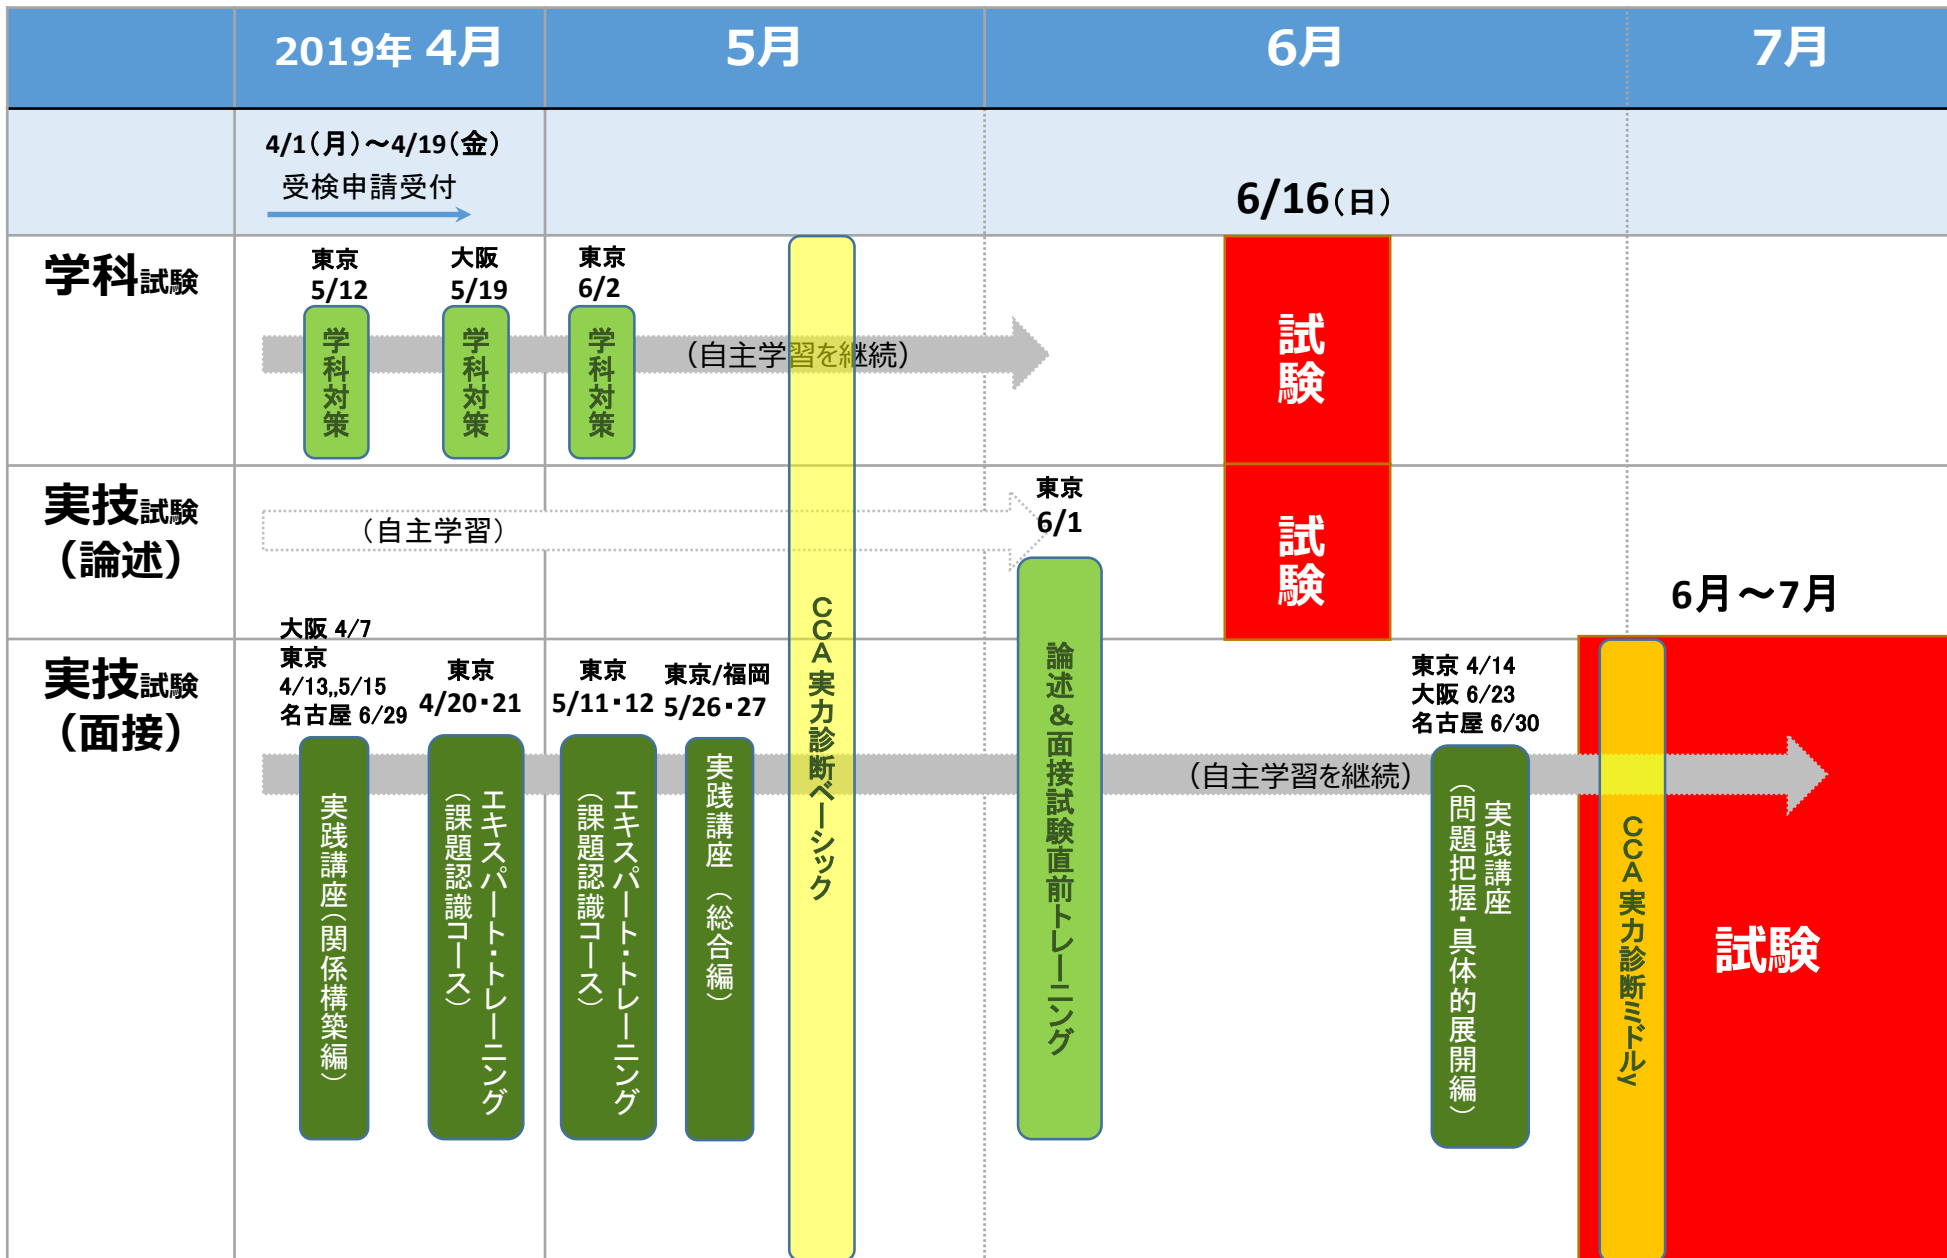 2019年 4月
5月
6月
7月
4/1(月)～4/19(金)
受検申請受付
6/16(日)
学科試験
東京
5/12
大阪
5/19
東京
6/2
学科対策
学科対策
学科対策
(自主学習を継続)
試験
実技試験
(論述)
(自主学習)
東京
6/1
試験
6月～7月
実技試験
(面接)
大阪 4/7
東京
4/13,,5/15
名古屋 6/29
東京
4/20・21
東京
5/11・12
東京/福岡
5/26・27
東京 4/14
大阪 6/23
名古屋 6/30
(自主学習を継続)
実践講座(関係構築編)
エキスパート・トレーニング
(課題認識コース)
エキスパート・トレーニング
(課題認識コース)
実践講座 (総合編)
CCA 実力診断ベーシック
論述&面接試験直前トレーニング
実践講座
(問題把握・具体的展開編)
CCA 実力診断ミドルy
試験